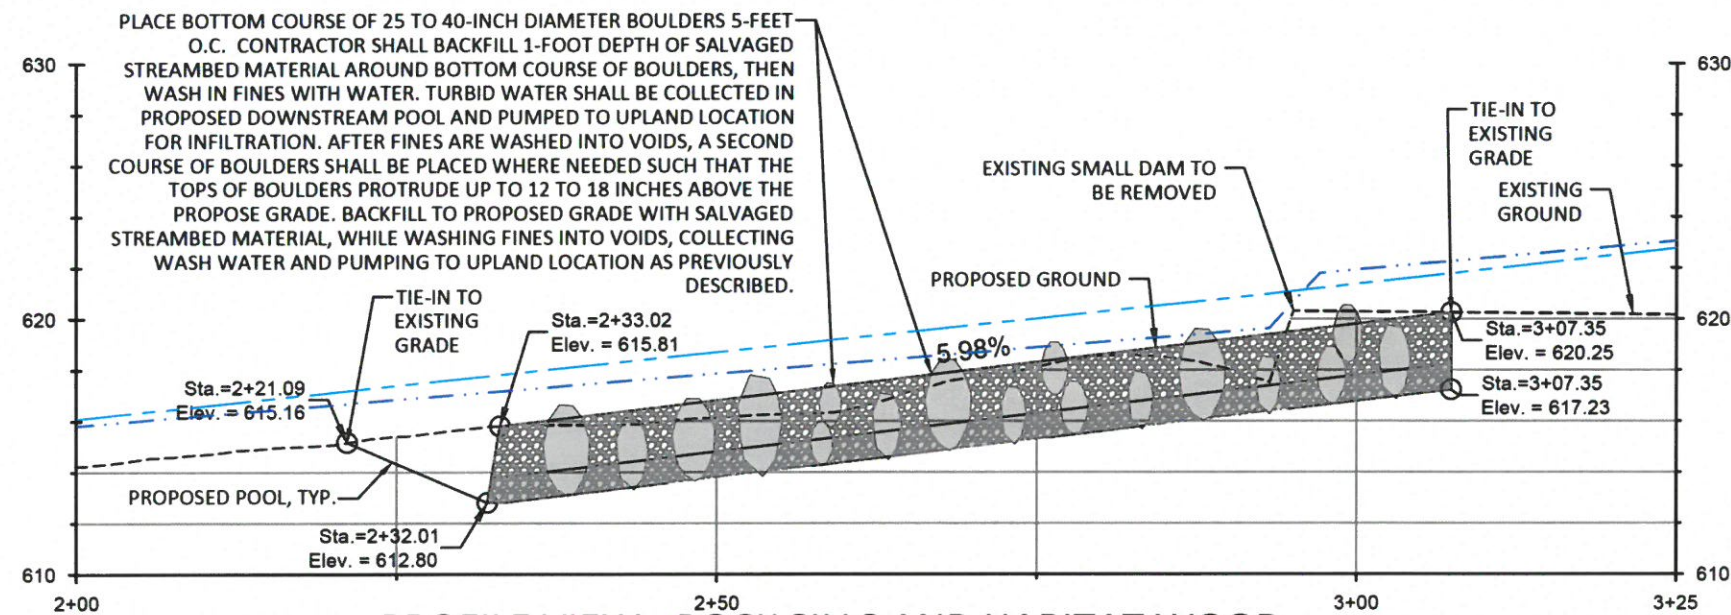 PLACE BOTTOM COURSE OF 25 TO 40-INCH DIAMETER BOULDERS 5-FEET
O.C. CONTRACTOR SHALL BACKFILL 1-FOOT DEPTH OF SALVAGED
STREAMBED MATERIAL AROUND BOTTOM COURSE OF BOULDERS, THEN
WASH IN FINES WITH WATER. TURBID WATER SHALL BE COLLECTED IN
PROPOSED DOWNSTREAM POOL AND PUMPED TO UPLAND LOCATION
FOR INFILTRATION. AFTER FINES ARE WASHED INTO VOIDS, A SECOND
COURSE OF BOULDERS SHALL BE PLACED WHERE NEEDED SUCH THAT THE
TOPS OF BOULDERS PROTRUDE UP TO 12 TO 18 INCHES ABOVE THE
PROPOSE GRADE. BACKFILL TO PROPOSED GRADE WITH SALVAGED
STREAMBED MATERIAL, WHILE WASHING FINES INTO VOIDS, COLLECTING
WASH WATER AND PUMPING TO UPLAND LOCATION AS PREVIOUSLY
DESCRIBED.
630
630
TIE-IN TO
EXISTING
GRADE
EXISTING SMALL DAM TO
BE REMOVED
EXISTING
GROUND
PROPOSED GROUND
TIE-IN TO
EXISTING
GRADE
620
620
Sta.=2+33.02
Elev. = 615.81
5.98%
Sta.=3+07.35
Elev. = 620.25
Sta.=2+21.09
Elev. = 615.16
Sta.=3+07.35
Elev. = 617.23
PROPOSED POOL, TYP.
Sta.=2+32.01
Elev. = 612.80
610
610
2+00
2+50
3+00
3+25